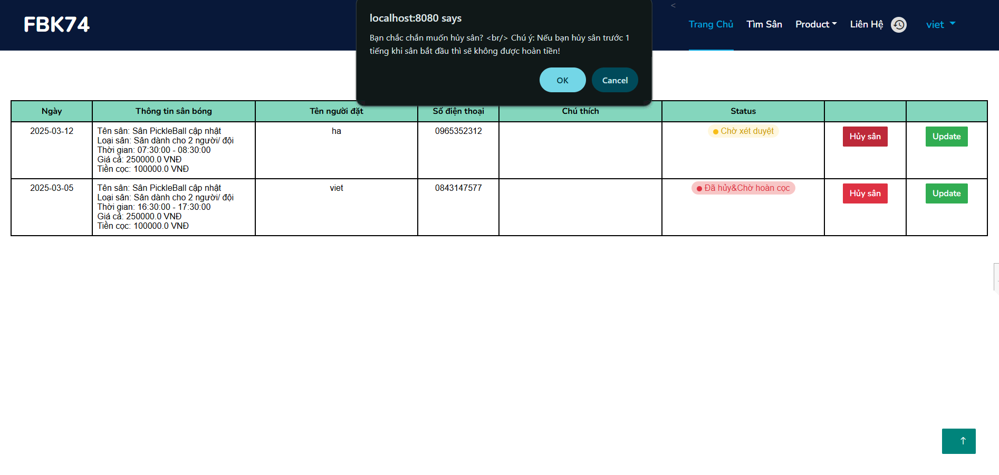 FBK74
<
Trang Chủ Tìm Sân Product Liên Hệ viet
localhost:8080 says
Bạn chắc chắn muốn hủy sân? <br/> Chú ý: Nếu bạn hủy sân trước 1
tiếng khi sân bắt đầu thì sẽ không được hoàn tiền!
OK Cancel
Ngày Thông tin sân bóng Tên người đặt Số điện thoại Chú thích Status
2025-03-12 Tên sân: Sân PickleBall cập nhật ha 0965352312 Chờ xét duyệt Hủy sân Update
Loại sân: Sân dành cho 2 người/ đội
Thời gian: 07:30:00 - 08:30:00
Giá cả: 250000.0 VNĐ
Tiền cọc: 100000.0 VNĐ
2025-03-05 Tên sân: Sân PickleBall cập nhật viet 0843147577 Đã hủy&Chờ hoàn cọc Hủy sân Update
Loại sân: Sân dành cho 2 người/ đội
Thời gian: 16:30:00 - 17:30:00
Giá cả: 250000.0 VNĐ
Tiền cọc: 100000.0 VNĐ
↑